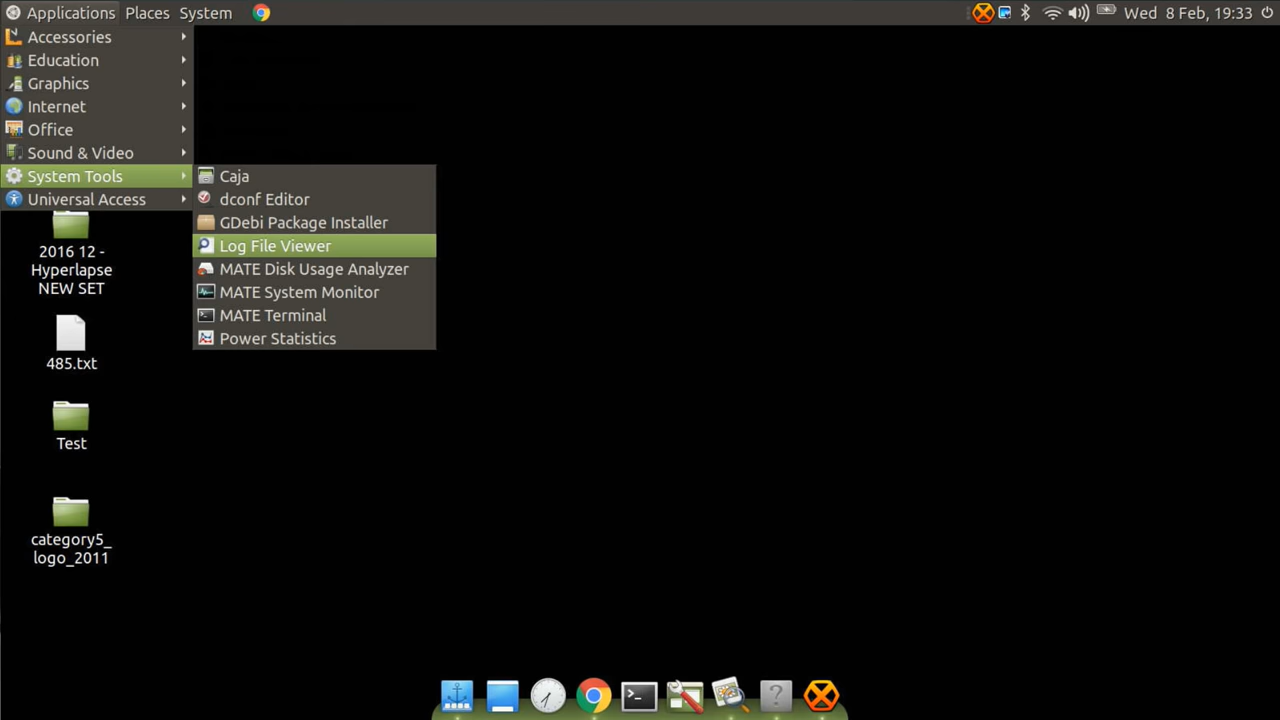 Applications Places System Wed 8 Feb, 19:33
Accessories
Education
Graphics
Internet
Office
Sound & Video
System Tools
Universal Access
Caja
dconf Editor
GDebi Package Installer
Log File Viewer
MATE Disk Usage Analyzer
MATE System Monitor
MATE Terminal
Power Statistics
2016 12 -
Hyperlapse
NEW SET
485.txt
Test
category5_
logo_2011